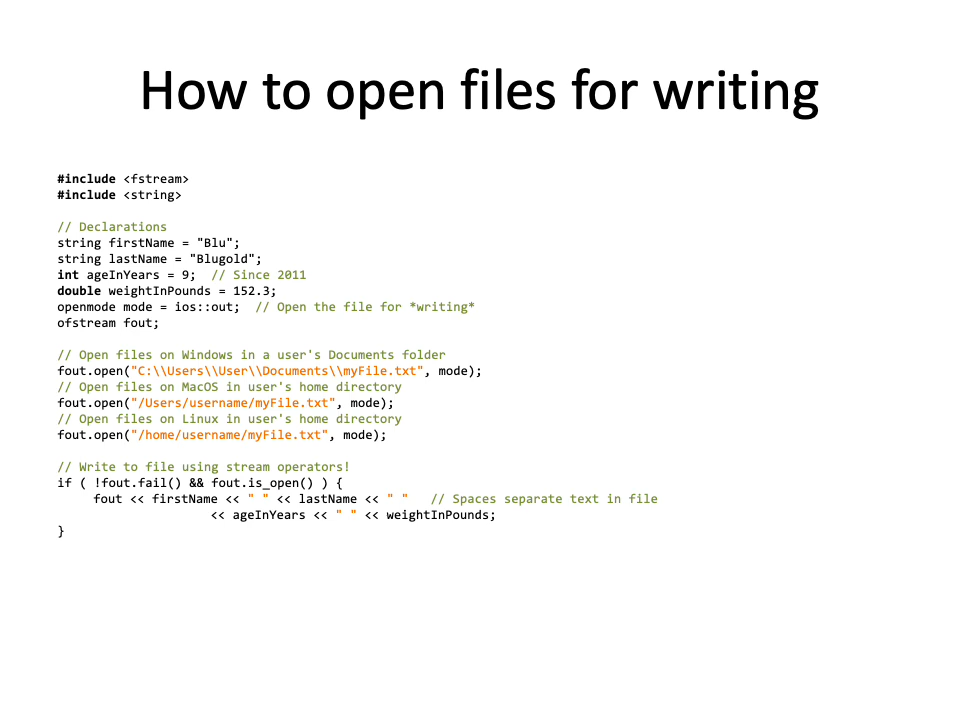 How to open files for writing
#include <fstream>
#include <string>
// Declarations
string firstName = "Blu";
string lastName = "Blugold";
int ageInYears = 9;  // Since 2011
double weightInPounds = 152.3;
openmode mode = ios::out;  // Open the file for *writing*
ofstream fout;
// Open files on Windows in a user's Documents folder
fout.open("C:\\Users\\User\\Documents\\myFile.txt", mode);
// Open files on MacOS in user's home directory
fout.open("/Users/username/myFile.txt", mode);
// Open files on Linux in user's home directory
fout.open("/home/username/myFile.txt", mode);
// Write to file using stream operators!
if ( !fout.fail() && fout.is_open() ) {
     fout << firstName << " " << lastName << " "   // Spaces separate text in file
                     << ageInYears << " " << weightInPounds;
}